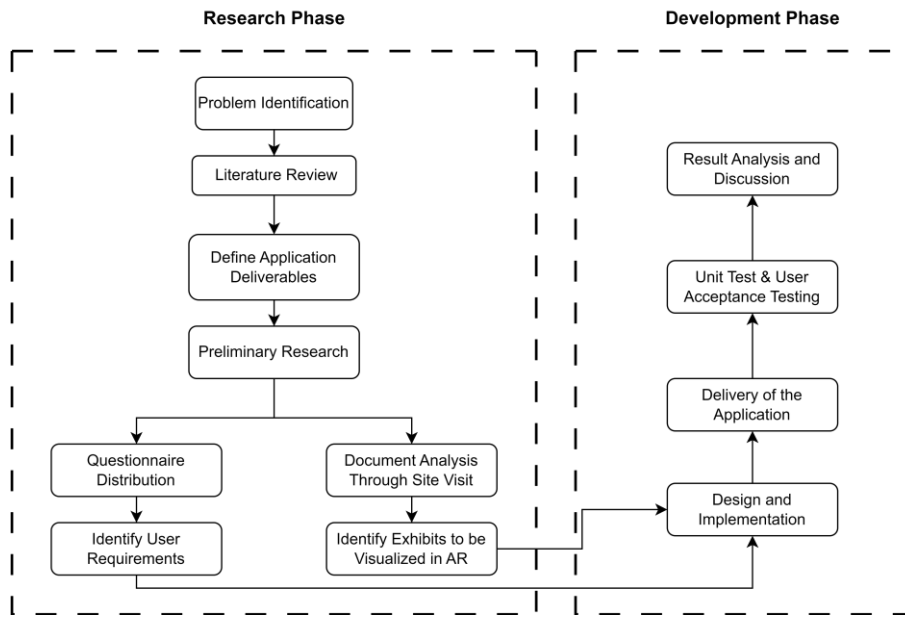 Research Phase
Problem Identification
Literature Review
Define Application
Deliverables
Preliminary Research
Questionnaire
Distribution
Document Analysis
Through Site Visit
Identify User
Requirements
Identify Exhibits to be
Visualized in AR
Development Phase
Result Analysis and
Discussion
Unit Test & User
Acceptance Testing
Delivery of the
Application
Design and
Implementation